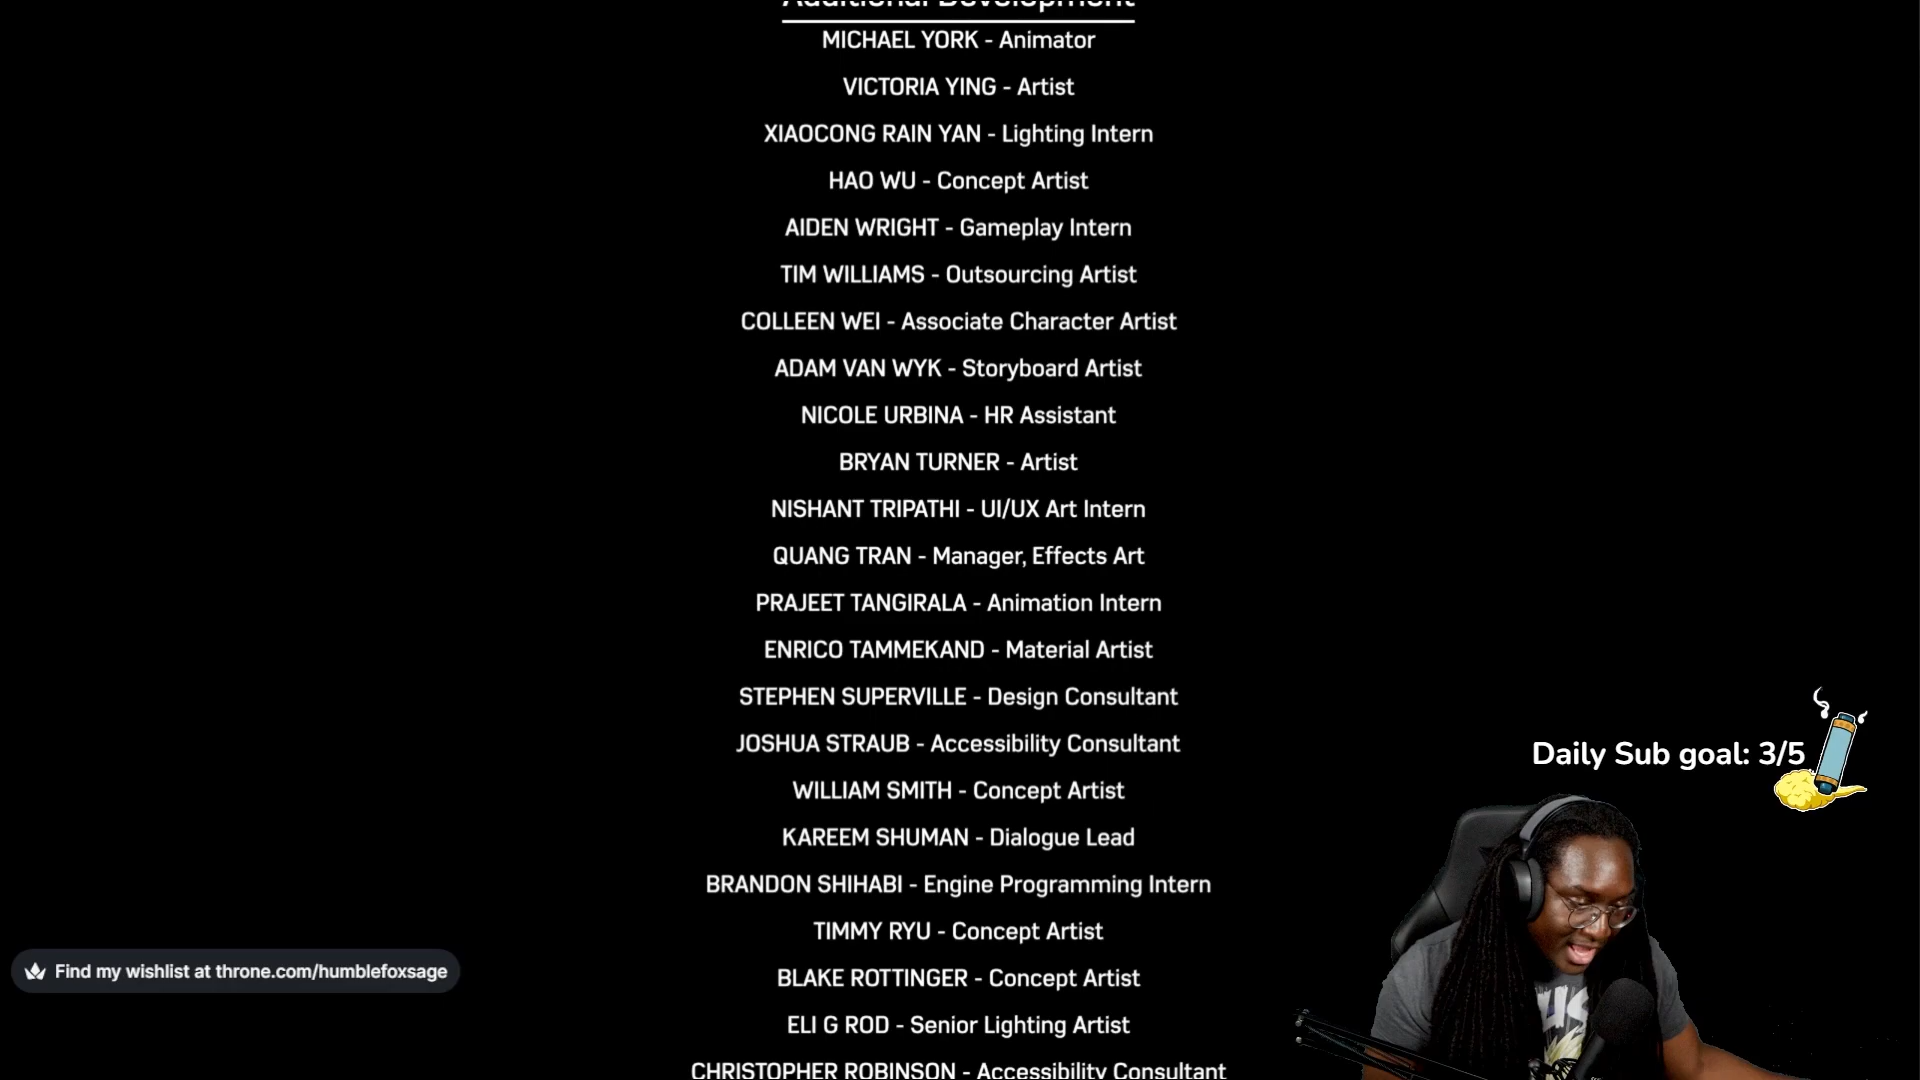 Additional Development
MICHAEL YORK - Animator
VICTORIA YING - Artist
XIAOCONG RAIN YAN - Lighting Intern
HAO WU - Concept Artist
AIDEN WRIGHT - Gameplay Intern
TIM WILLIAMS - Outsourcing Artist
COLLEEN WEI - Associate Character Artist
ADAM VAN WYK - Storyboard Artist
NICOLE URBINA - HR Assistant
BRYAN TURNER - Artist
NISHANT TRIPATHI - UI/UX Art Intern
QUANG TRAN - Manager, Effects Art
PRAJEET TANGIRALA - Animation Intern
ENRICO TAMMEKAND - Material Artist
STEPHEN SUPERVILLE - Design Consultant
JOSHUA STRAUB - Accessibility Consultant
WILLIAM SMITH - Concept Artist
KAREEM SHUMAN - Dialogue Lead
BRANDON SHIHABI - Engine Programming Intern
TIMMY RYU - Concept Artist
BLAKE ROTTINGER - Concept Artist
ELI G ROD - Senior Lighting Artist
CHRISTOPHER ROBINSON - Accessibility Consultant
Daily Sub goal: 3/5
Find my wishlist at throne.com/humblefoxsage